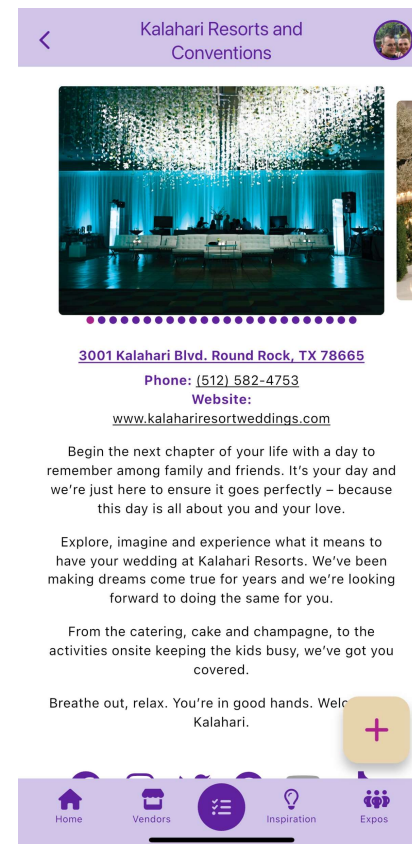 Kalahari Resorts and
Conventions
3001 Kalahari Blvd. Round Rock, TX 78665
Phone: (512) 582-4753
Website:
www.kalahariresortweddings.com
Begin the next chapter of your life with a day to
remember among family and friends. It's your day and
we're just here to ensure it goes perfectly – because
this day is all about you and your love.
Explore, imagine and experience what it means to
have your wedding at Kalahari Resorts. We've been
making dreams come true for years and we're looking
forward to doing the same for you.
From the catering, cake and champagne, to the
activities onsite keeping the kids busy, we've got you
covered.
Breathe out, relax. You're in good hands.
Kalahari.
Home
Vendors
Inspiration
Expos